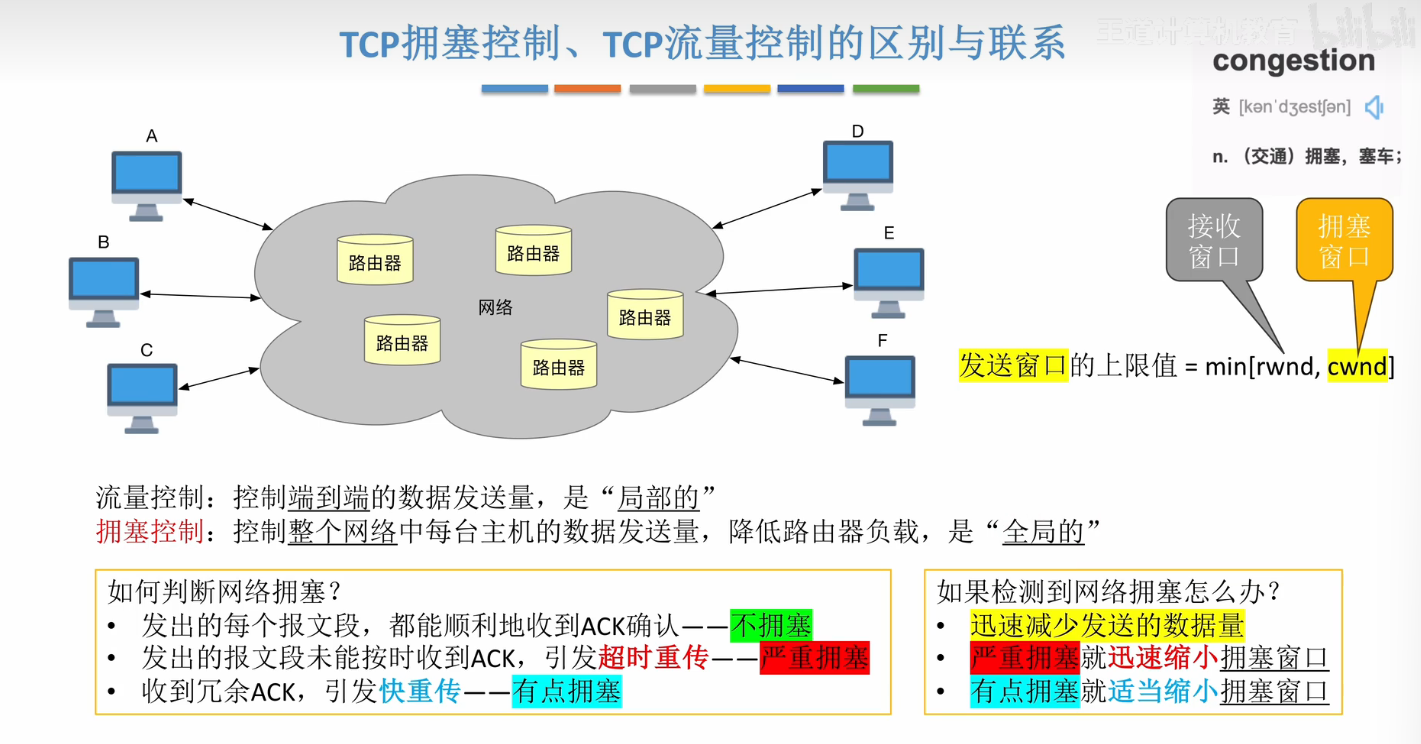 TCP拥塞控制、TCP流量控制的区别与联系
王道计算机教育
bilibili
congestion
英 [kənˈdʒestʃən]
n. （交通）拥塞，塞车；
A
B
C
D
E
F
路由器
路由器
路由器
路由器
路由器
网络
接收
窗口
拥塞
窗口
发送窗口的上限值 = min[rwnd, cwnd]
流量控制：控制端到端的数据发送量，是“局部的”
拥塞控制：控制整个网络中每台主机的数据发送量，降低路由器负载，是“全局的”
如何判断网络拥塞？
• 发出的每个报文段，都能顺利地收到ACK确认——不拥塞
• 发出的报文段未能按时收到ACK，引发超时重传——严重拥塞
• 收到冗余ACK，引发快重传——有点拥塞
如果检测到网络拥塞怎么办？
• 迅速减少发送的数据量
• 严重拥塞就迅速缩小拥塞窗口
• 有点拥塞就适当缩小拥塞窗口